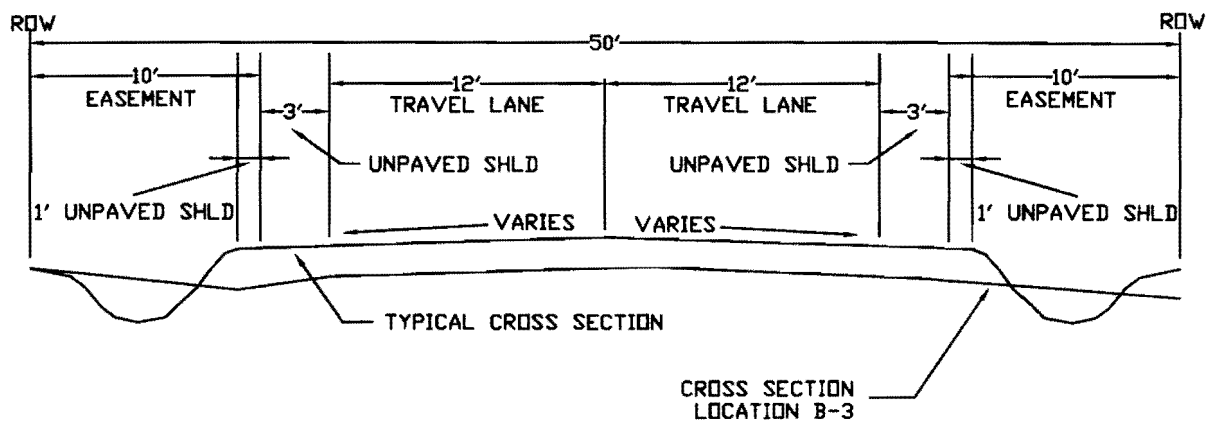 ROW
ROW
50'
10'
EASEMENT
12'
TRAVEL LANE
12'
TRAVEL LANE
10'
EASEMENT
3'
3'
UNPAVED SHLD
UNPAVED SHLD
1' UNPAVED SHLD
1' UNPAVED SHLD
VARIES
VARIES
TYPICAL CROSS SECTION
CROSS SECTION
LOCATION B-3